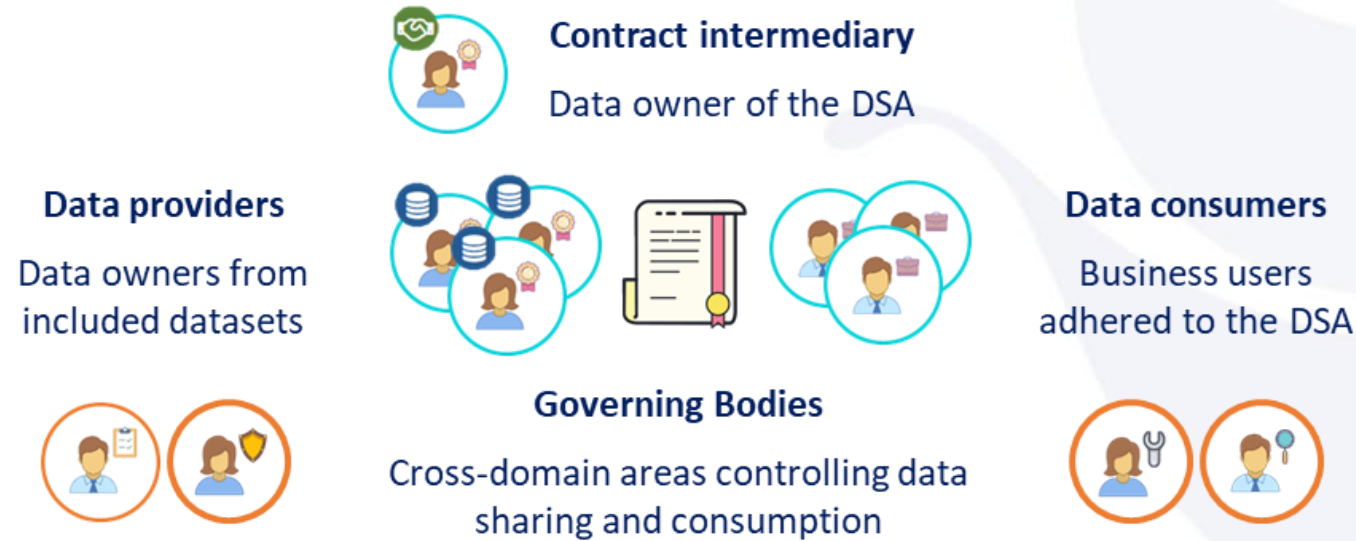 Contract intermediary
Data owner of the DSA
Data providers
Data owners from
included datasets
Data consumers
Business users
adhered to the DSA
Governing Bodies
Cross-domain areas controlling data
sharing and consumption